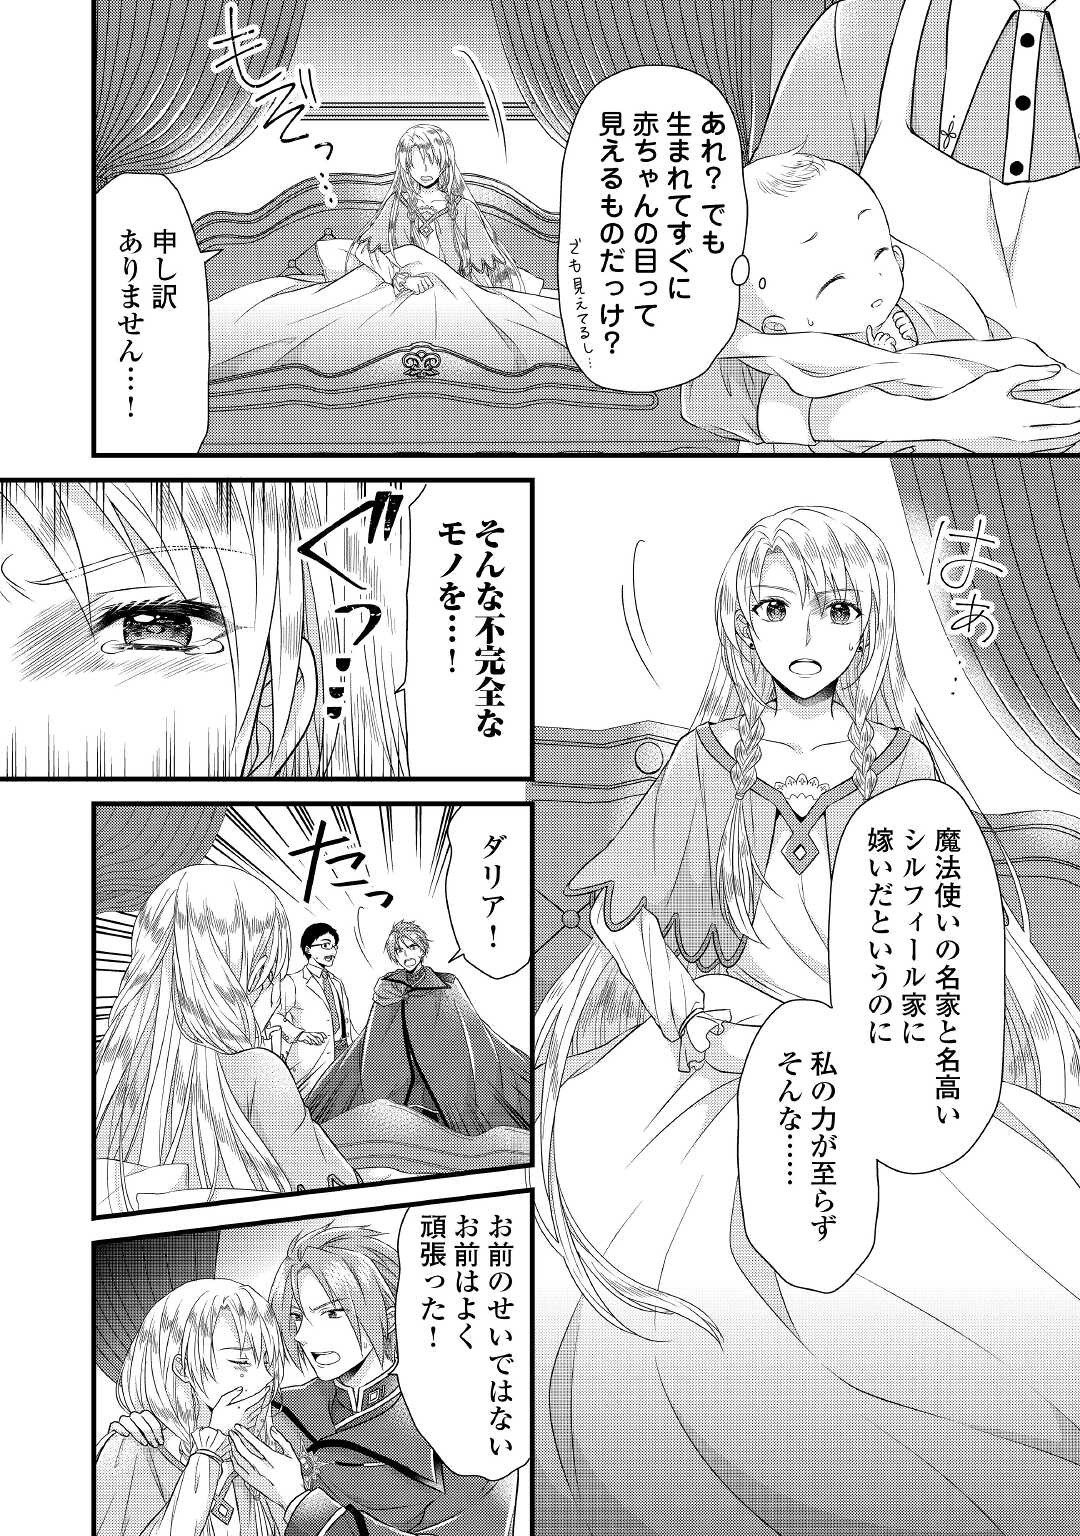 あれ？でも
生まれてすぐに
赤ちゃんの目って
見えるものだっけ？
でも見えてるし…
もぞっ…
申し訳
ありません…！
はぁ
魔法使いの名家と名高い
シルフィール家に
嫁いだというのに
私の力が至らず
そんな……
そんな不完全な
モノを…！
ぐっ…
ダリア！
たっ
お前のせいではない
お前はよく
頑張った！